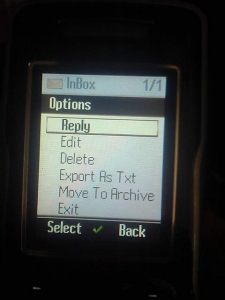 InBox 1/1
Options
Reply
Edit
Delete
Export As Txt
Move To Archive
Exit
Select Back